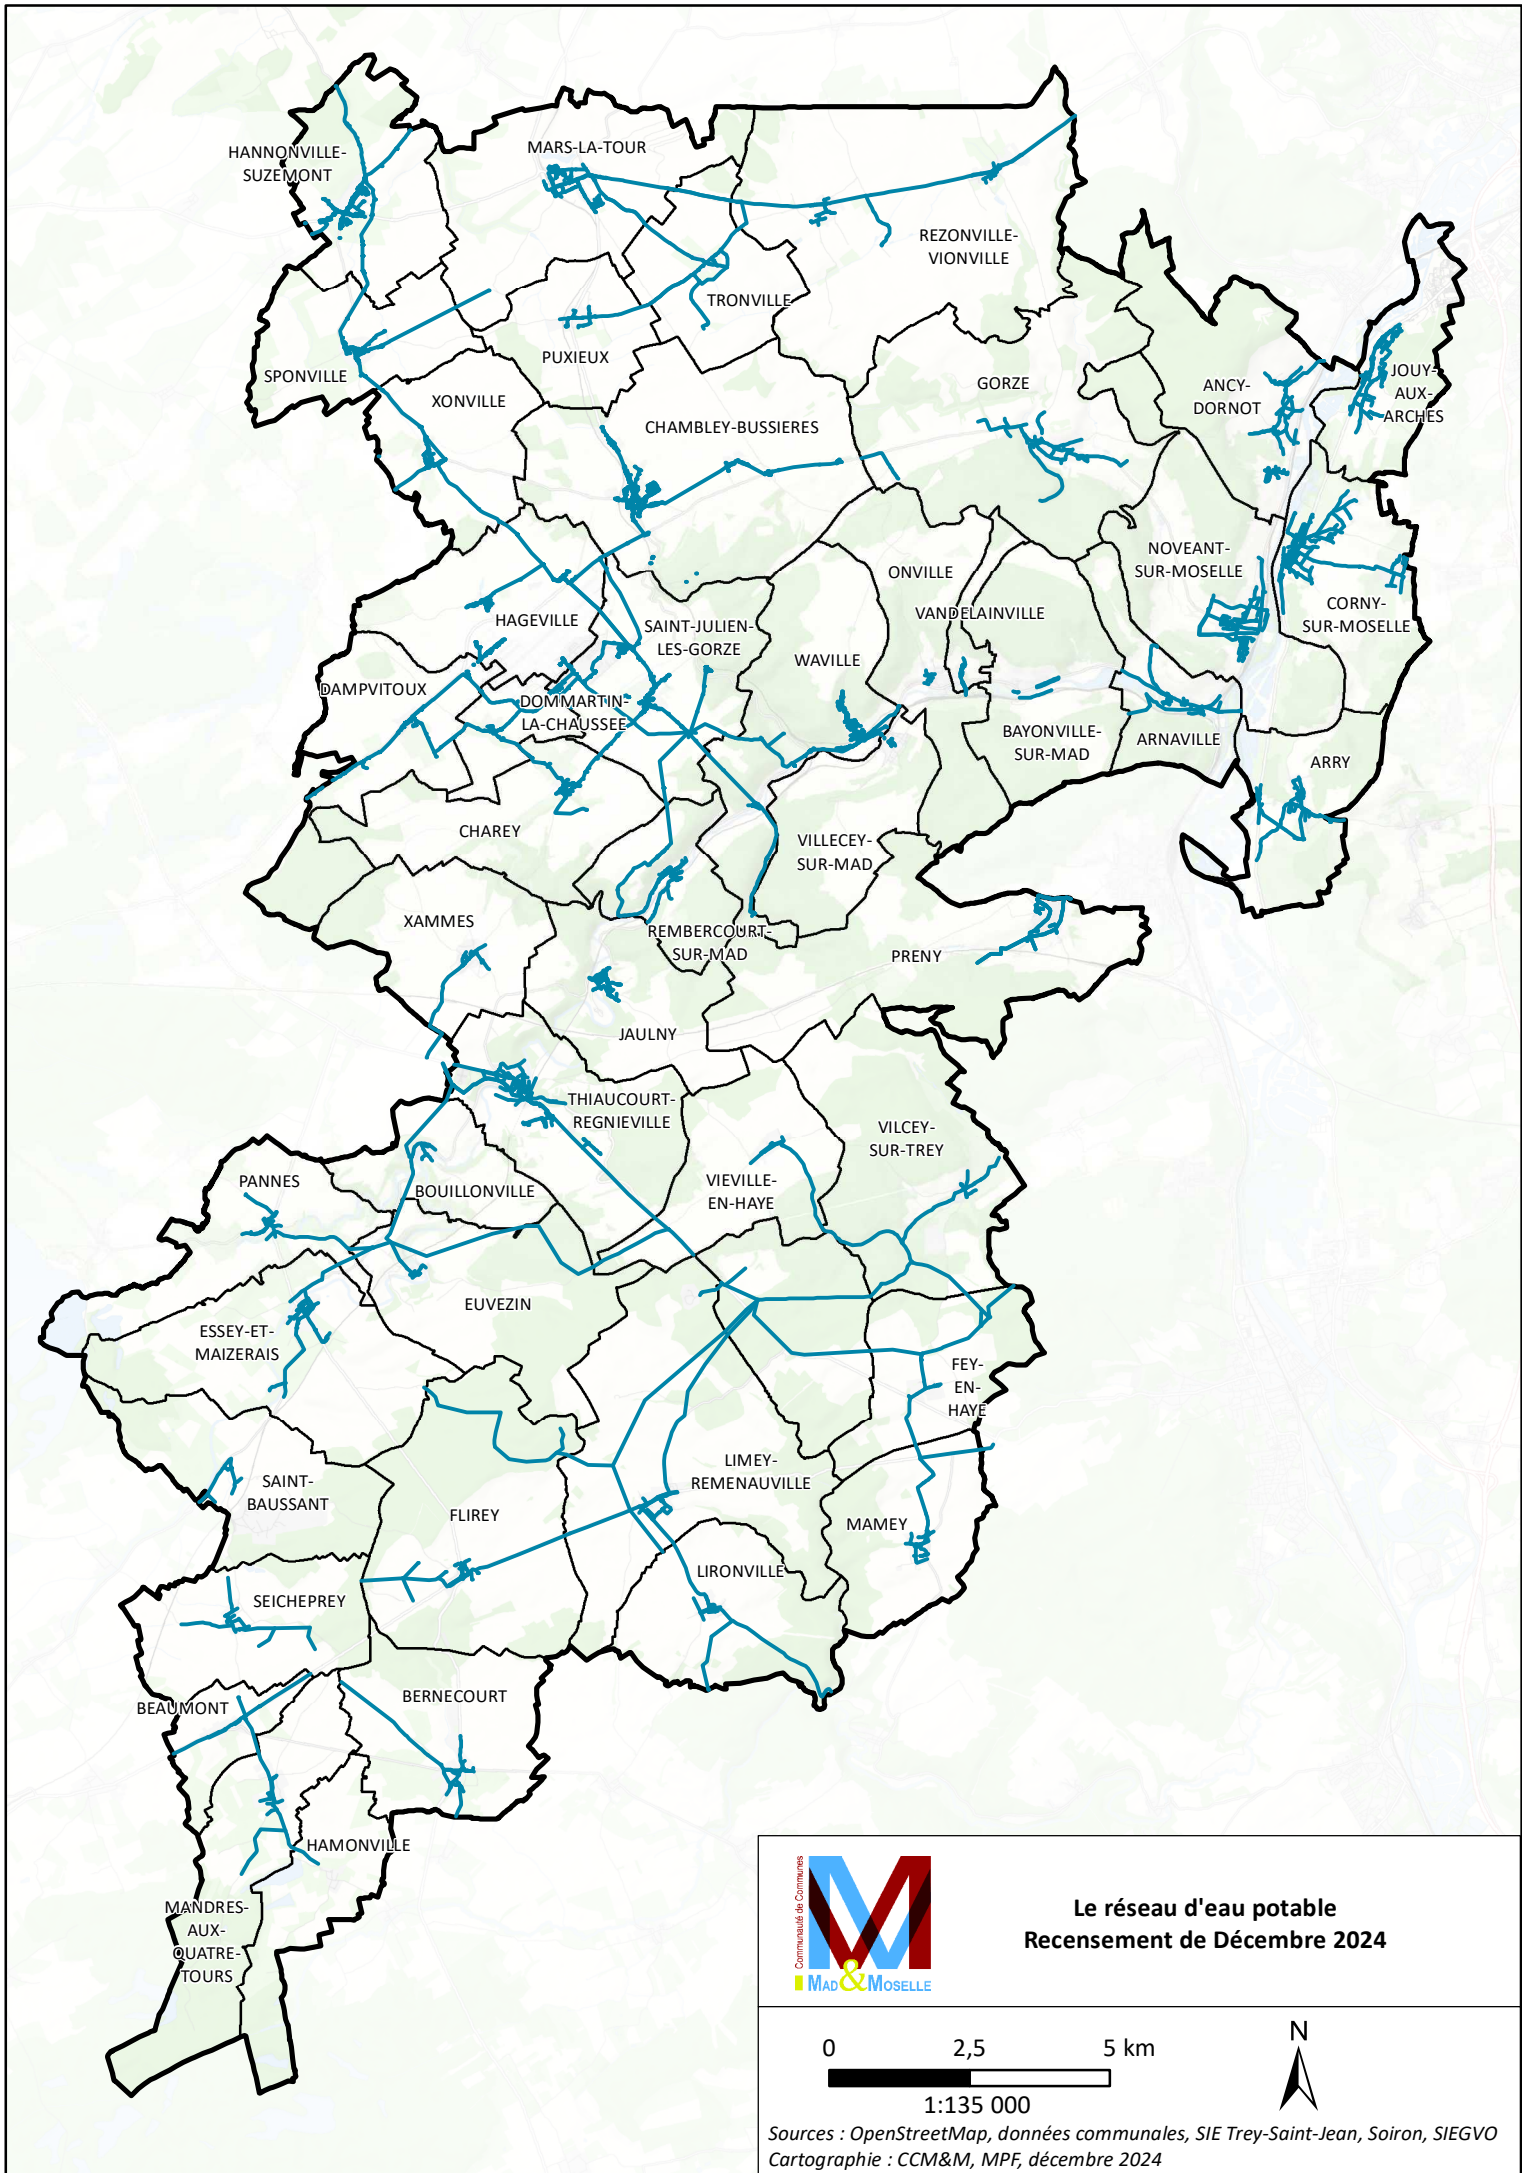 HANNONVILLE-
SUZEMONT
MARS-LA-TOUR
REZONVILLE-
VIONVILLE
TRONVILLE
PUXIEUX
SPONVILLE
XONVILLE
CHAMBLEY-BUSSIERES
GORZE
ANCY-
DORNOT
JOUY-
AUX-
ARCHES
NOVEANT-
SUR-MOSELLE
CORNY-
SUR-MOSELLE
ONVILLE
VANDELAINVILLE
HAGEVILLE
SAINT-JULIEN-
LES-GORZE
WAVILLE
DAMPVITOUX
DOMMARTIN-
LA-CHAUSSEE
BAYONVILLE-
SUR-MAD
ARNAVILLE
ARRY
CHAREY
VILLECEY-
SUR-MAD
XAMMES
REMBERCOURT-
SUR-MAD
PRENY
JAULNY
THIAUCOURT-
REGNIEVILLE
VILCEY-
SUR-TREY
PANNES
BOUILLONVILLE
VIEVILLE-
EN-HAYE
EUVEZIN
ESSEY-ET-
MAIZERAIS
FEY-
EN-
HAYE
LIMEY-
REMENAUVILLE
SAINT-
BAUSSANT
FLIREY
MAMEY
LIRONVILLE
SEICHEPREY
BERNECOURT
BEAUMONT
HAMONVILLE
MANDRES-
AUX-
QUATRE-
TOURS
Communauté de Communes
MAD & MOSELLE
Le réseau d'eau potable
Recensement de Décembre 2024
0 2,5 5 km
1:135 000
N
Sources : OpenStreetMap, données communales, SIE Trey-Saint-Jean, Soiron, SIEGVO
Cartographie : CCM&M, MPF, décembre 2024